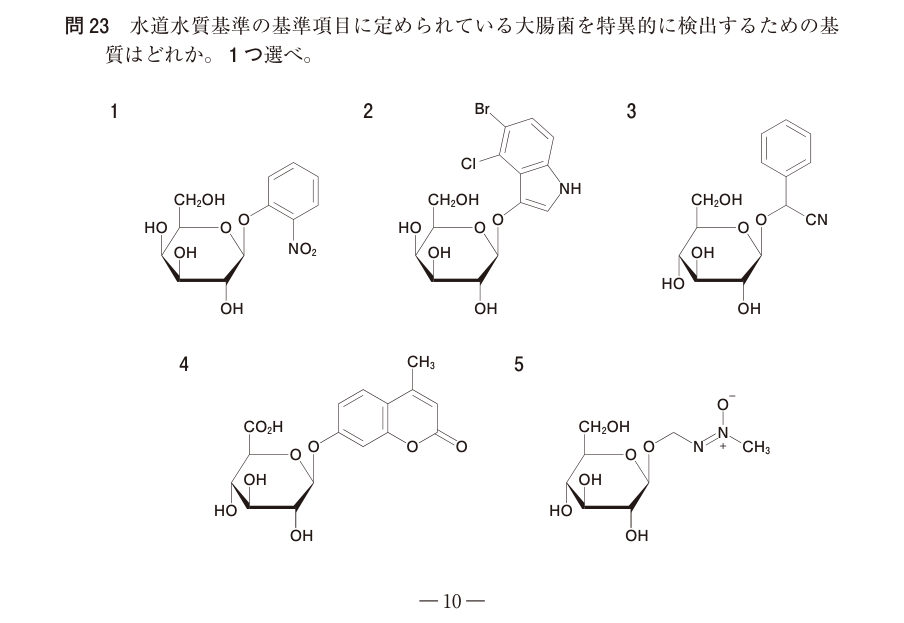 問23　水道水質基準の基準項目に定められている大腸菌を特異的に検出するための基
質はどれか。1つ選べ。
1
CH₂OH
HO
O
O
OH
OH
NO₂
2
Br
Cl
NH
CH₂OH
HO
O
O
OH
OH
3
CH₂OH
O
O
CN
OH
HO
OH
4
CH₃
CO₂H
O
O
O
O
OH
HO
OH
5
O⁻
CH₂OH
O
O
N
N
+
CH₃
OH
HO
OH
— 10 —